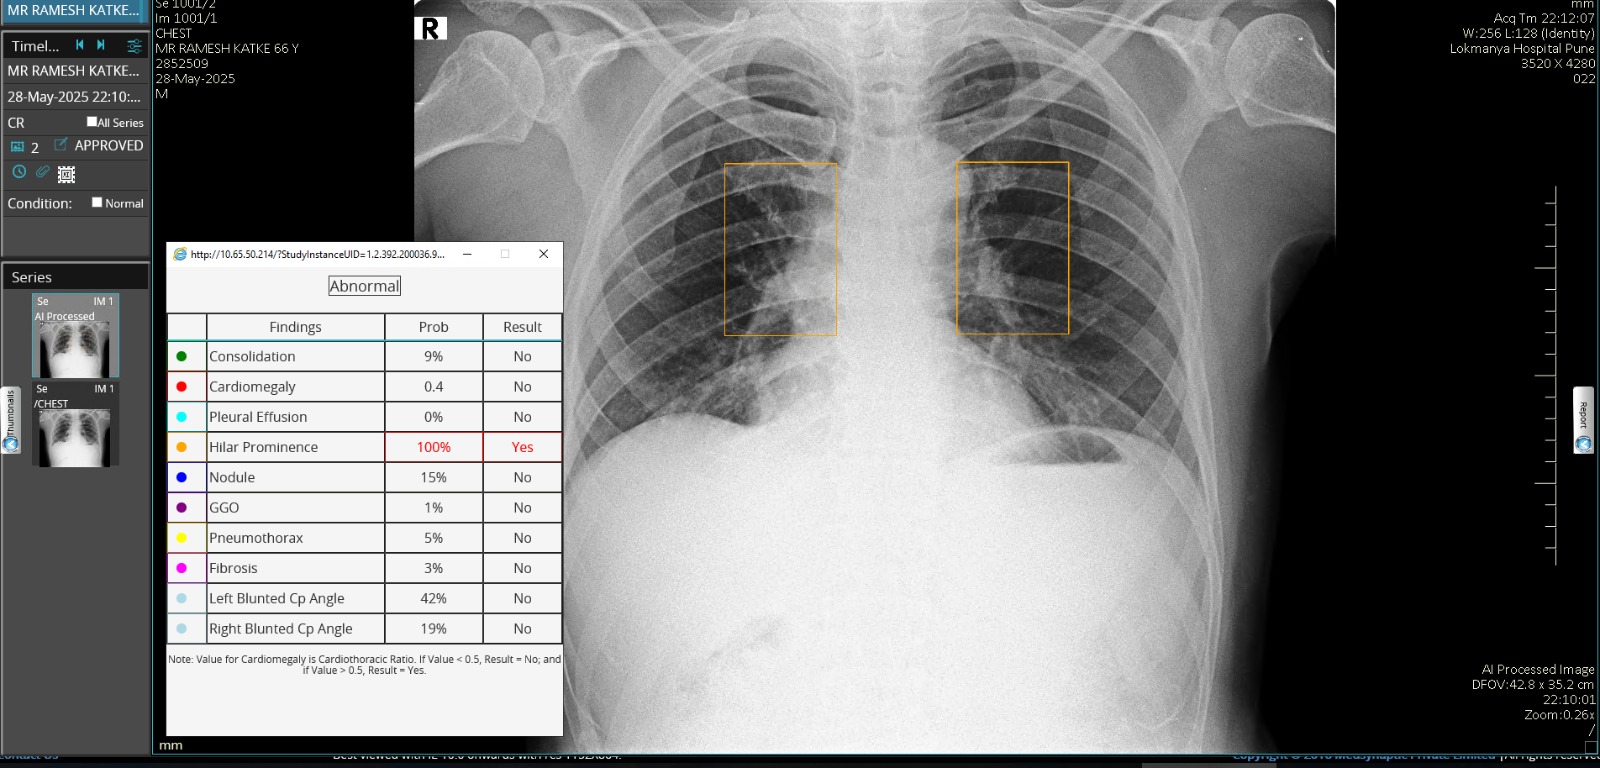 MR RAMESH KATKE...
Timel...
MR RAMESH KATKE...
28-May-2025 22:10:...
CR
All Series
2
APPROVED
Condition:
Normal
Series
Se
IM 1
AI Processed
Se
IM 1
/CHEST
Thumbnails
Se 1001/2
Im 1001/1
CHEST
MR RAMESH KATKE 66 Y
2852509
28-May-2025
M
R
mm
Acq Tm 22:12:07
W:256 L:128 (Identity)
Lokmanya Hospital Pune
3520 X 4280
022
http://10.65.50.214/?StudyInstanceUID=1.2.392.200036.9...
Abnormal
Findings Prob Result
Consolidation 9% No
Cardiomegaly 0.4 No
Pleural Effusion 0% No
Hilar Prominence 100% Yes
Nodule 15% No
GGO 1% No
Pneumothorax 5% No
Fibrosis 3% No
Left Blunted Cp Angle 42% No
Right Blunted Cp Angle 19% No
Note: Value for Cardiomegaly is Cardiothoracic Ratio. If Value < 0.5, Result = No; and
if Value > 0.5, Result = Yes.
Report
AI Processed Image
DFOV:42.8 x 35.2 cm
22:10:01
Zoom:0.26x
/
mm